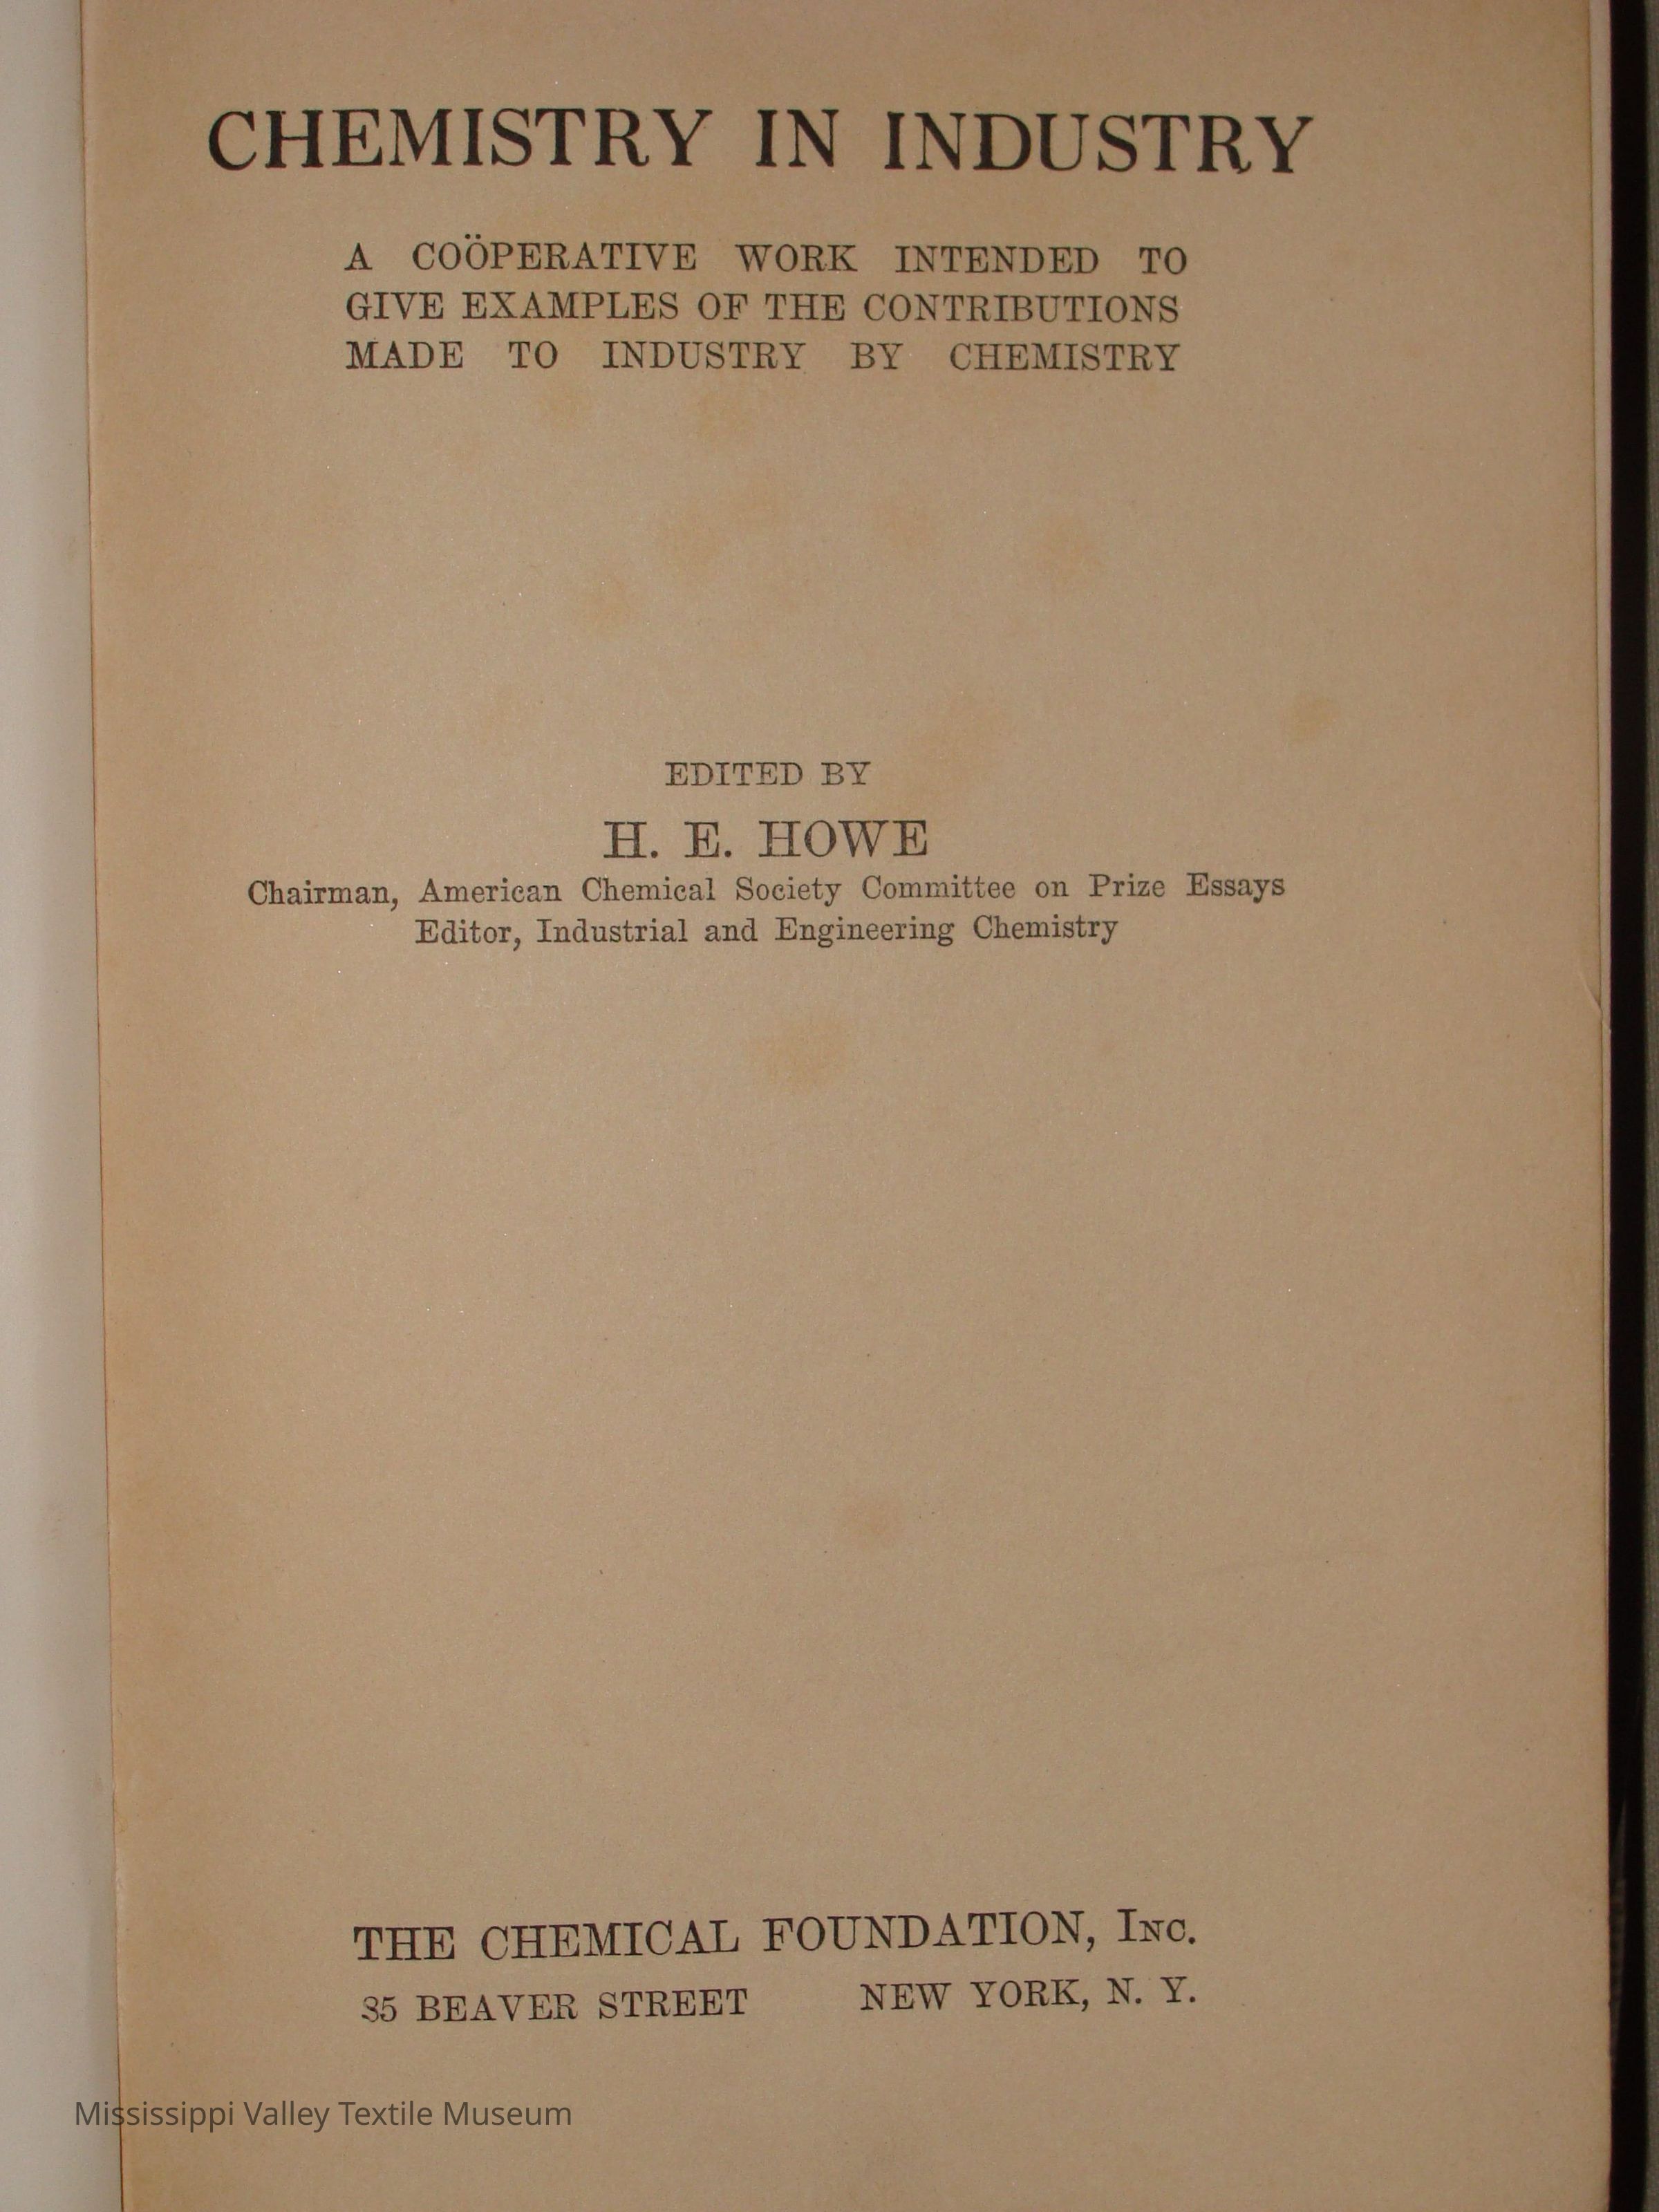 CHEMISTRY IN INDUSTRY
A COÖPERATIVE WORK INTENDED TO
GIVE EXAMPLES OF THE CONTRIBUTIONS
MADE TO INDUSTRY BY CHEMISTRY
EDITED BY
H. E. HOWE
Chairman, American Chemical Society Committee on Prize Essays
Editor, Industrial and Engineering Chemistry
THE CHEMICAL FOUNDATION, INC.
35 BEAVER STREET NEW YORK, N. Y.
Mississippi Valley Textile Museum